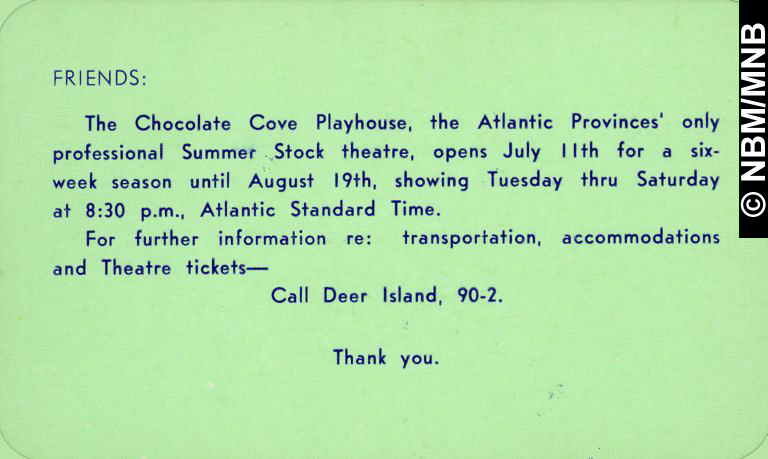 FRIENDS:
The Chocolate Cove Playhouse, the Atlantic Provinces' only
professional Summer Stock theatre, opens July 11th for a six-
week season until August 19th, showing Tuesday thru Saturday
at 8:30 p.m., Atlantic Standard Time.
For further information re: transportation, accommodations
and Theatre tickets—
Call Deer Island, 90-2.
Thank you.
© NBM/MNB